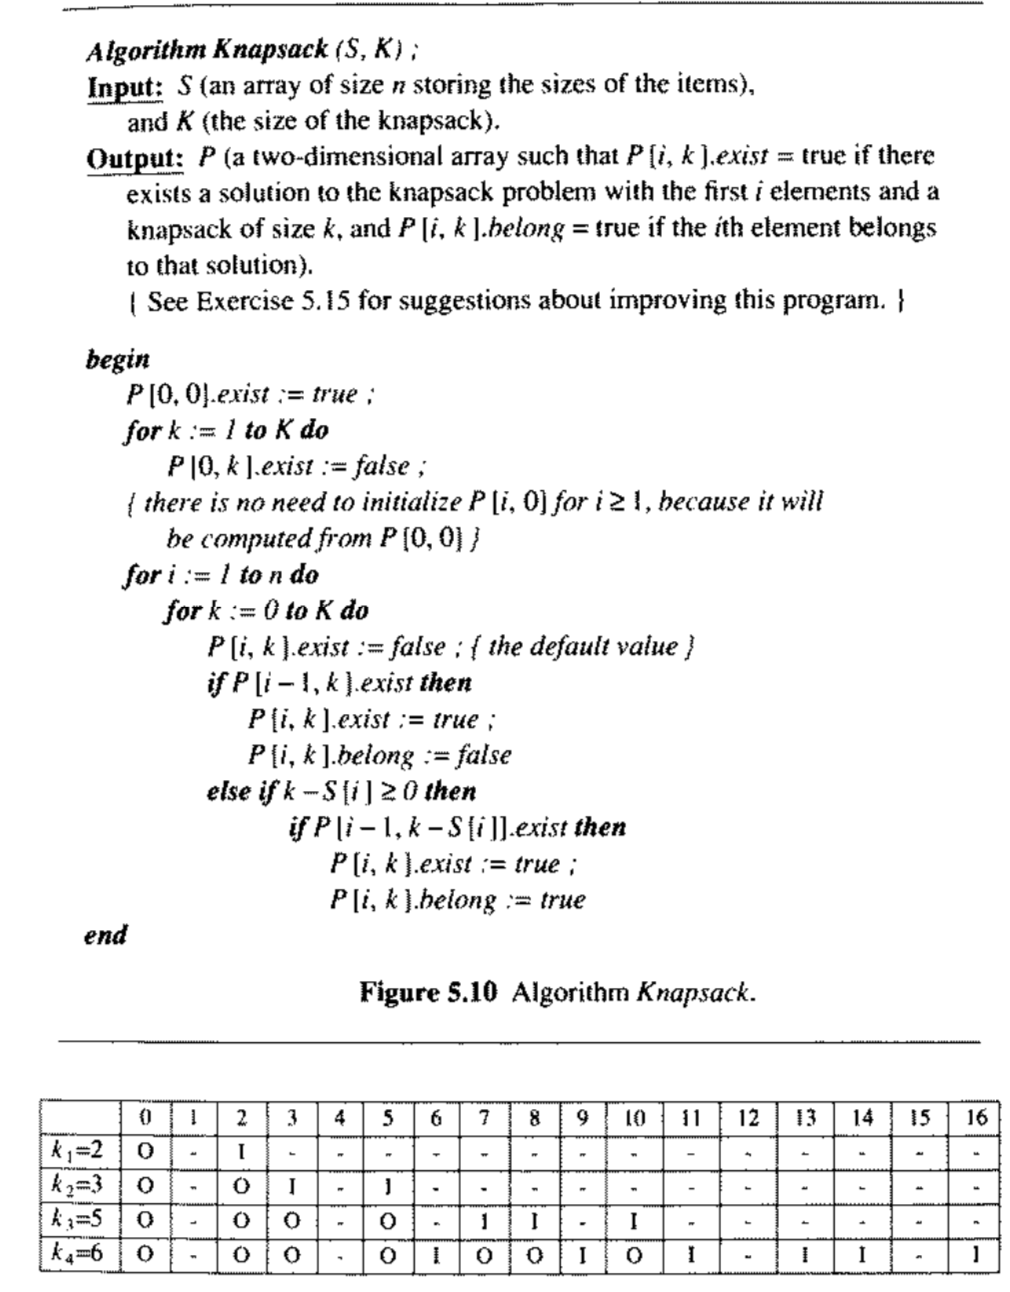 Algorithm Knapsack (S, K) ;
Input: S (an array of size n storing the sizes of the items),
and K (the size of the knapsack).
Output: P (a two-dimensional array such that P [i, k ].exist = true if there
exists a solution to the knapsack problem with the first i elements and a
knapsack of size k, and P [i, k ].belong = true if the ith element belongs
to that solution).
{ See Exercise 5.15 for suggestions about improving this program. }
begin
P [0, 0].exist := true ;
for k := 1 to K do
P [0, k ].exist := false ;
{ there is no need to initialize P [i, 0] for i ≥ 1, because it will
be computed from P [0, 0] }
for i := 1 to n do
for k := 0 to K do
P [i, k ].exist := false ; { the default value }
if P [i – 1, k ].exist then
P [i, k ].exist := true ;
P [i, k ].belong := false
else if k – S [i ] ≥ 0 then
if P [i – 1, k – S [i ]].exist then
P [i, k ].exist := true ;
P [i, k ].belong := true
end
Figure 5.10 Algorithm Knapsack.
0 1 2 3 4 5 6 7 8 9 10 11 12 13 14 15 16
k1=2 O - I - - - - - - - - - - - - - -
k2=3 O - O I - I - - - - - - - - - - -
k3=5 O - O O - O - I I - I - - - - - -
k4=6 O - O O - O I O O I O I - I I - I